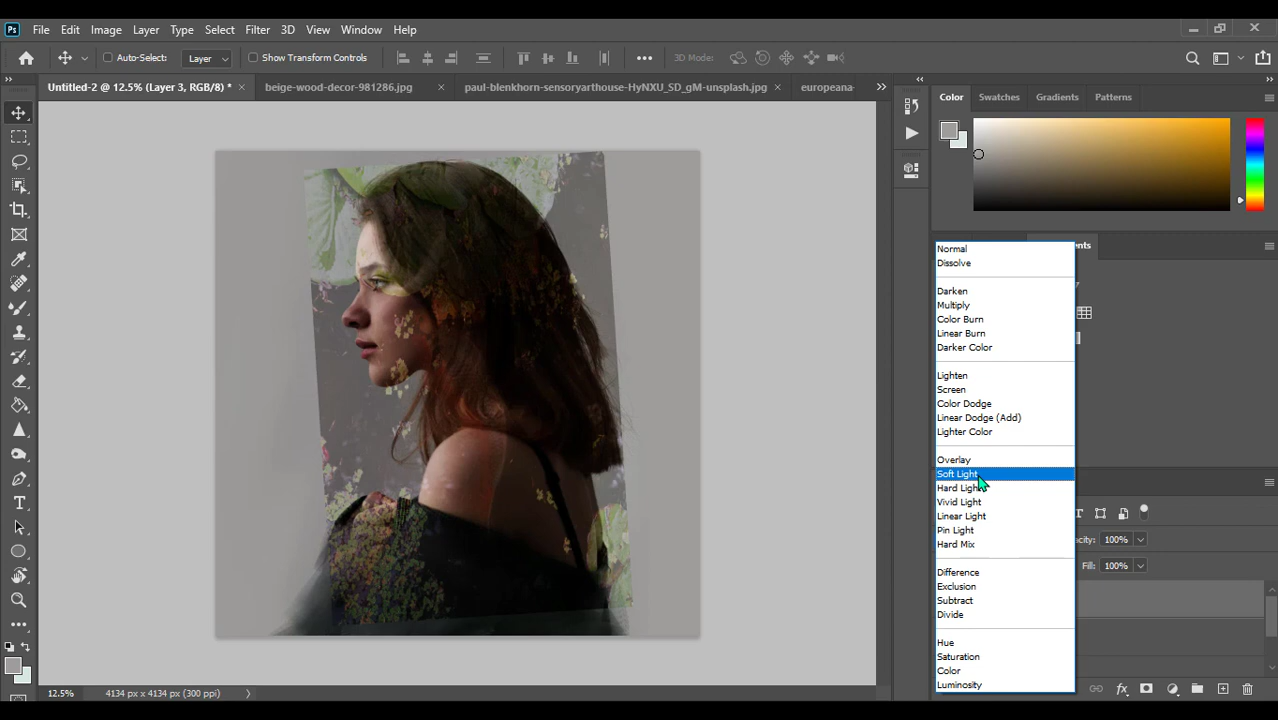 Ps File Edit Image Layer Type Select Filter 3D View Window Help
Auto-Select: Layer Show Transform Controls 3D Mode:
Untitled-2 @ 12.5% (Layer 3, RGB/8) * beige-wood-decor-981286.jpg paul-blenkhorn-sensoryarthouse-HyNXU_SD_gM-unsplash.jpg europeana-
Color Swatches Gradients Patterns
Normal
Dissolve
Darken
Multiply
Color Burn
Linear Burn
Darker Color
Lighten
Screen
Color Dodge
Linear Dodge (Add)
Lighter Color
Overlay
Soft Light
Hard Light
Vivid Light
Linear Light
Pin Light
Hard Mix
Difference
Exclusion
Subtract
Divide
Hue
Saturation
Color
Luminosity
100%
Fill: 100%
12.5% 4134 px x 4134 px (300 ppi)